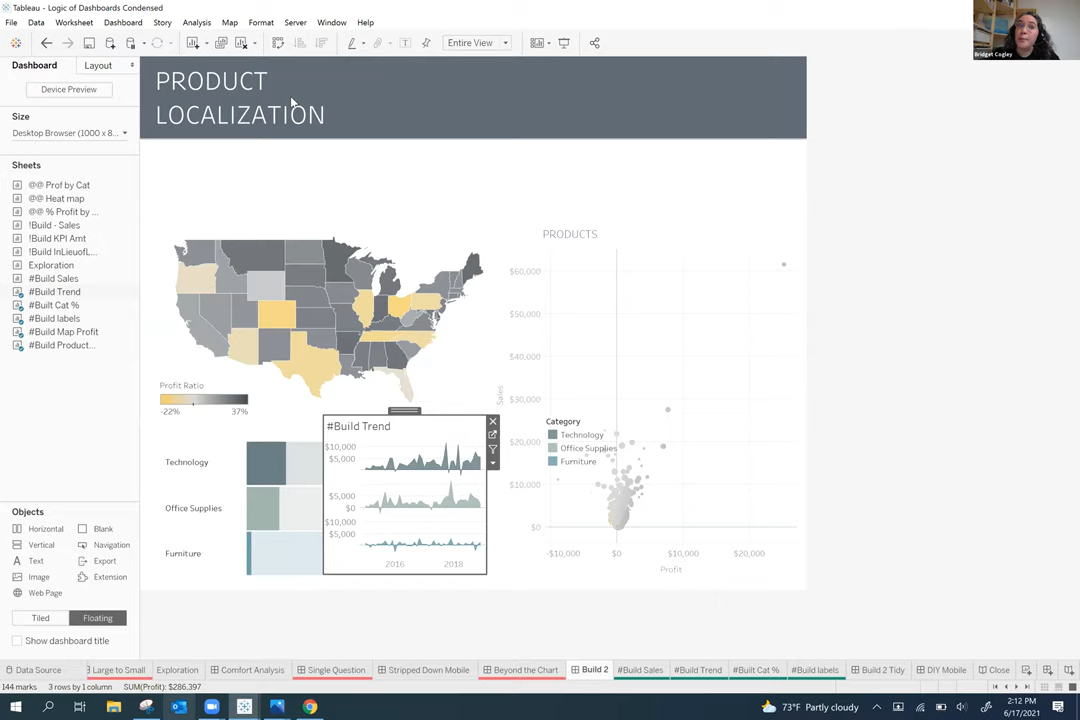 Tableau - Logic of Dashboards Condensed
File Data Worksheet Dashboard Story Analysis Map Format Server Window Help
Entire View
Bridget Cogley
Dashboard Layout
Device Preview
Size
Desktop Browser (1000 x 8...
Sheets
@@ Prof by Cat
@@ Heat map
@@ % Profit by ...
!Build - Sales
!Build KPI Amt
!Build InLieuofL...
Exploration
#Build Sales
#Build Trend
#Built Cat %
#Build labels
#Build Map Profit
#Build Product...
Objects
Horizontal Blank
Vertical Navigation
Text Export
Image Extension
Web Page
Tiled Floating
Show dashboard title
PRODUCT
LOCALIZATION
Profit Ratio
-22% 37%
Technology
Office Supplies
Furniture
#Build Trend
$10,000
$5,000
$5,000
$0
$10,000
$5,000
2016 2018
PRODUCTS
$60,000
$50,000
$40,000
$30,000
$20,000
$10,000
$0
Sales
-$10,000 $0 $10,000 $20,000
Profit
Category
Technology
Office Supplies
Furniture
Data Source Large to Small Exploration Comfort Analysis Single Question Stripped Down Mobile Beyond the Chart Build 2 #Build Sales #Build Trend #Built Cat % #Build labels Build 2 Tidy DIY Mobile Close
144 marks 3 rows by 1 column SUM(Profit): $286,397
73°F Partly cloudy
2:12 PM
6/17/2021